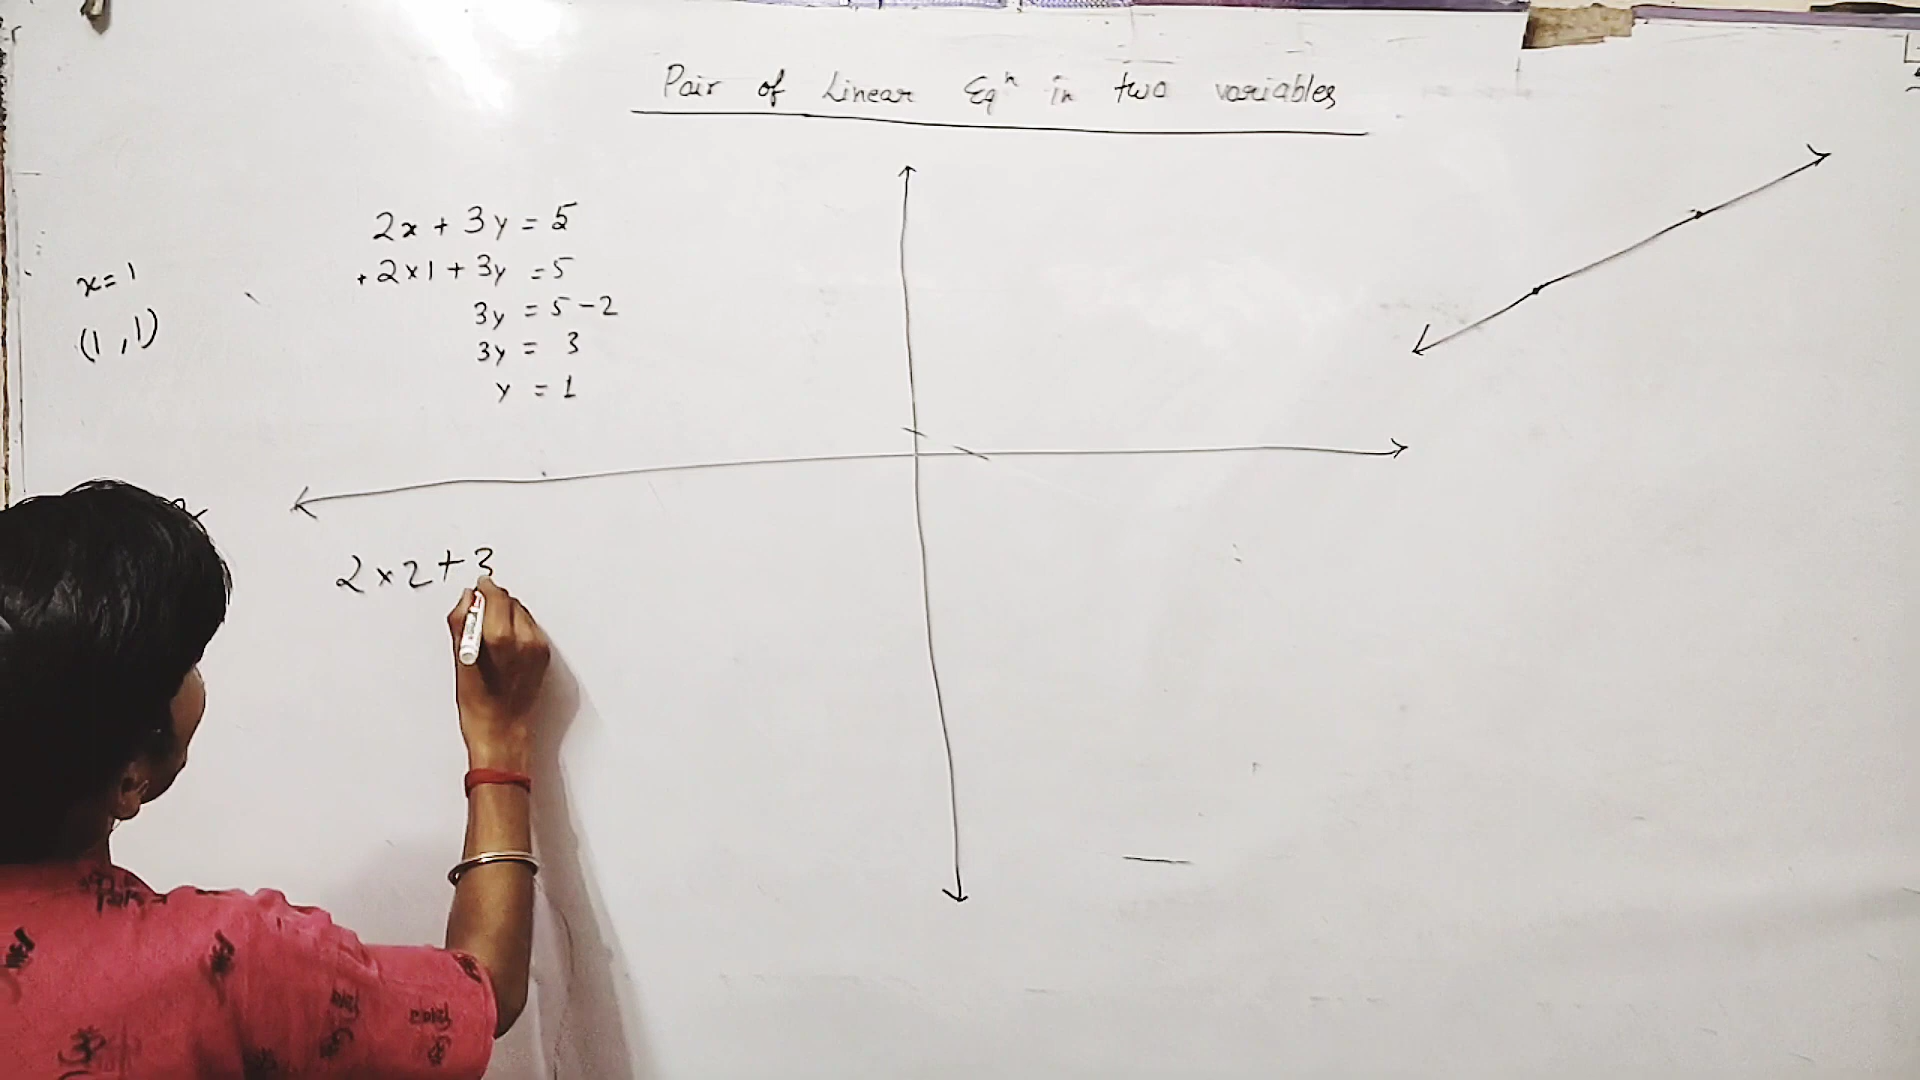 Pair of Linear Eqⁿ in two variables
2x + 3y = 5
2×1 + 3y = 5
3y = 5-2
3y = 3
y = 1
x = 1
(1, 1)
2×2+3